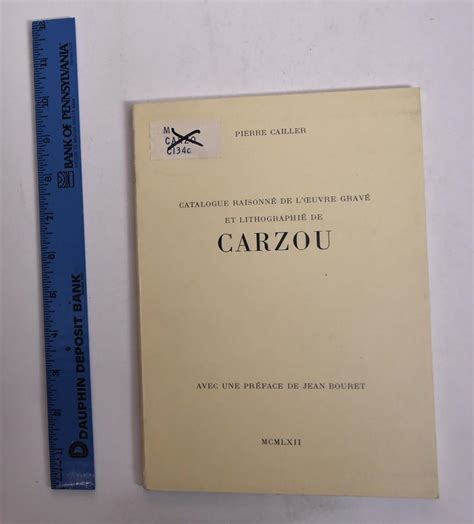 BANK OF PENNSYLVANIA
DAUPHIN DEPOSIT BANK
M
CARZO
C134c
PIERRE CAILLER
CATALOGUE RAISONNÉ DE L'ŒUVRE GRAVÉ
ET LITHOGRAPHIÉ DE
CARZOU
AVEC UNE PRÉFACE DE JEAN BOURET
MCMLXII